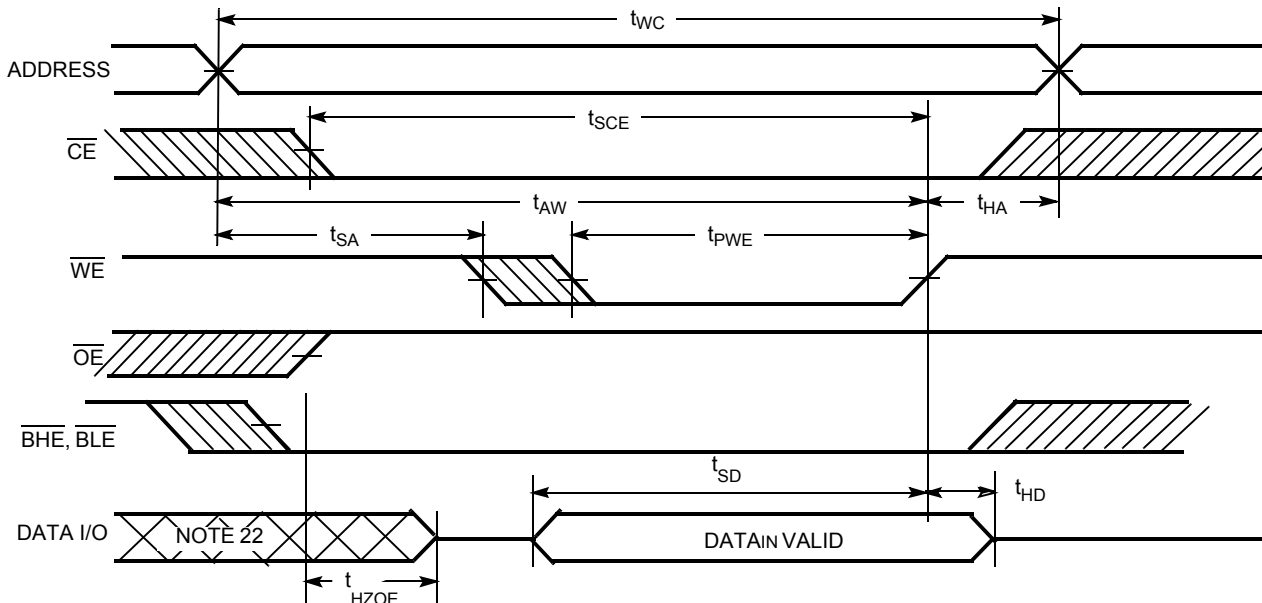 tWC
ADDRESS
tSCE
CE
tAW
tHA
tSA
tPWE
WE
OE
BHE, BLE
tSD
tHD
DATA I/O
NOTE 22
DATAIN VALID
tHZOE